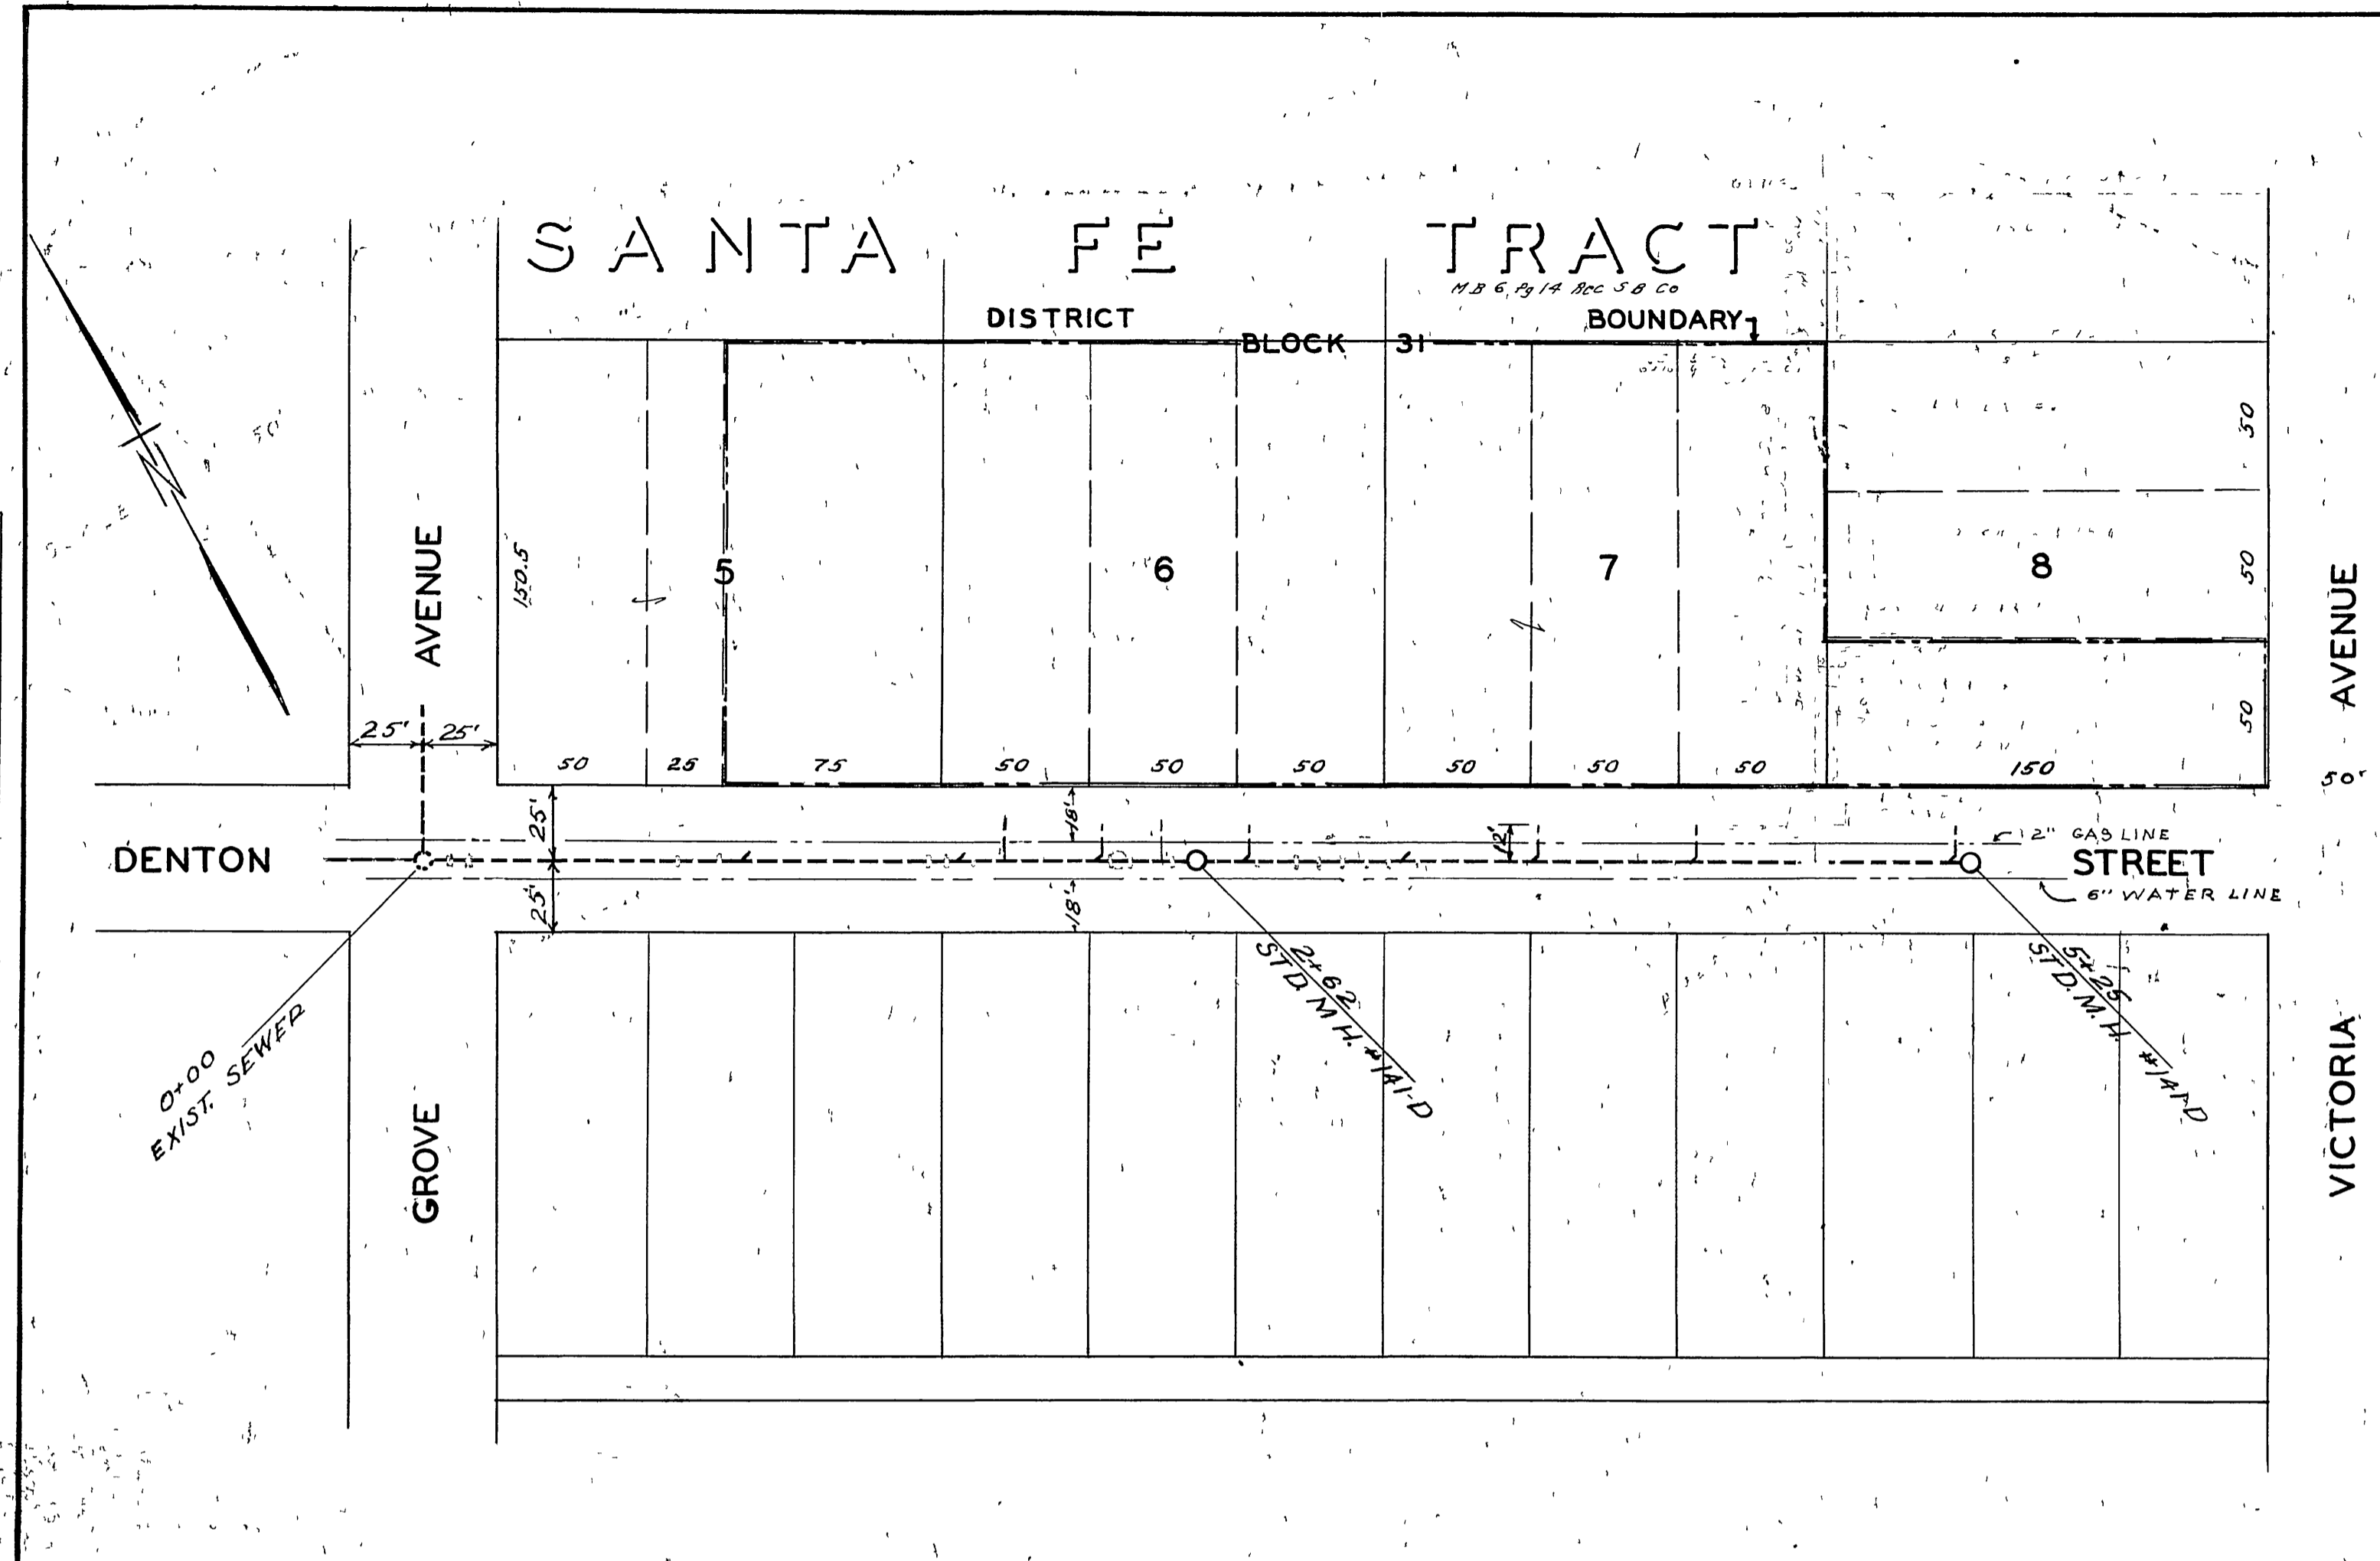 SANTA FE TRACT
M B 6, Pg 14 Rec S B Co
DISTRICT BOUNDARY
BLOCK 31
AVENUE
150.5
5
6
7
8
50
50
50
25'
25'
50
25
75
50
50
50
50
50
50
150
AVENUE
50'
25'
18'
12'
2" GAS LINE
DENTON
STREET
6" WATER LINE
25'
18'
0+00
EXIST. SEWER
2+62
STD. M.H. #1A1-D
5+25
STD. M.H. #1A1-D
GROVE
VICTORIA